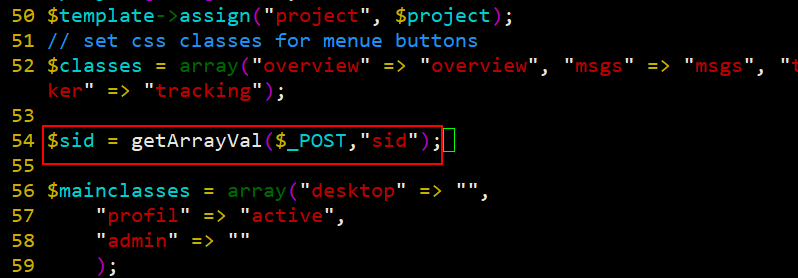 50 $template->assign("project", $project);
51 // set css classes for menue buttons
52 $classes = array("overview" => "overview", "msgs" => "msgs", "t
ker" => "tracking");
53
54 $sid = getArrayVal($_POST,"sid");
55
56 $mainclasses = array("desktop" => "",
57 "profil" => "active",
58 "admin" => ""
59 );